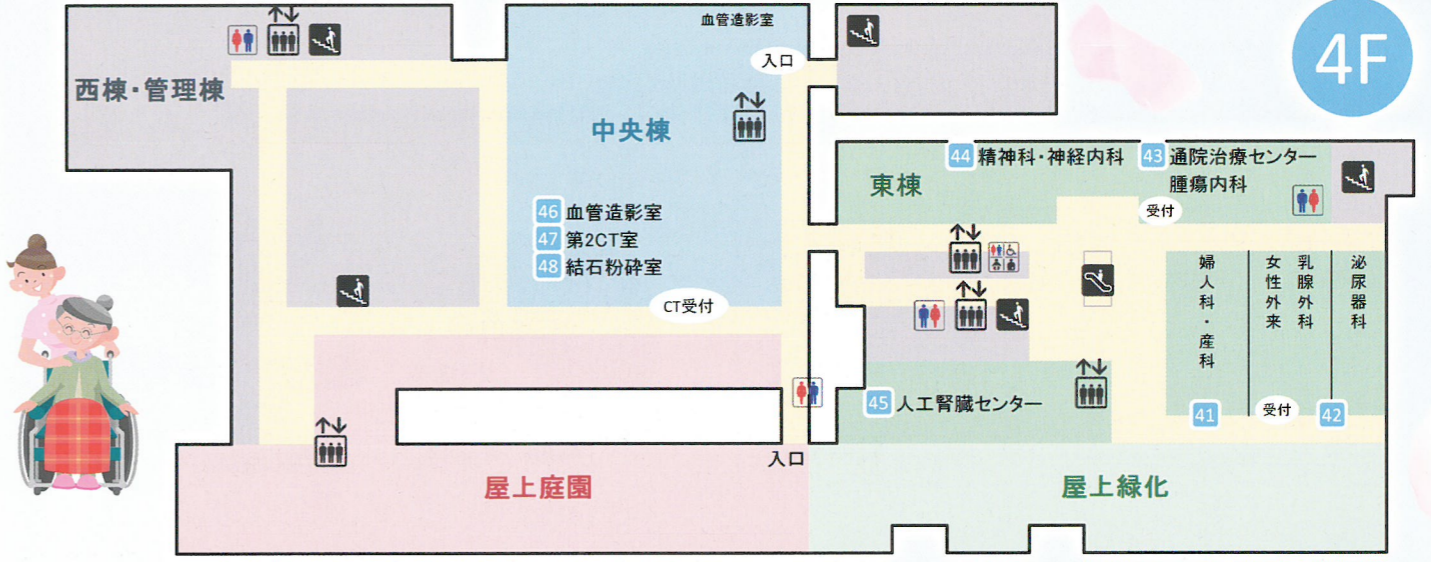 4F
血管造影室
入口
西棟・管理棟
中央棟
44 精神科・神経内科
43 通院治療センター
腫瘍内科
東棟
受付
46 血管造影室
47 第2CT室
48 結石粉砕室
CT受付
婦人科・産科
女性外来
乳腺外科
泌尿器科
45 人工腎臓センター
41
受付
42
入口
屋上庭園
屋上緑化